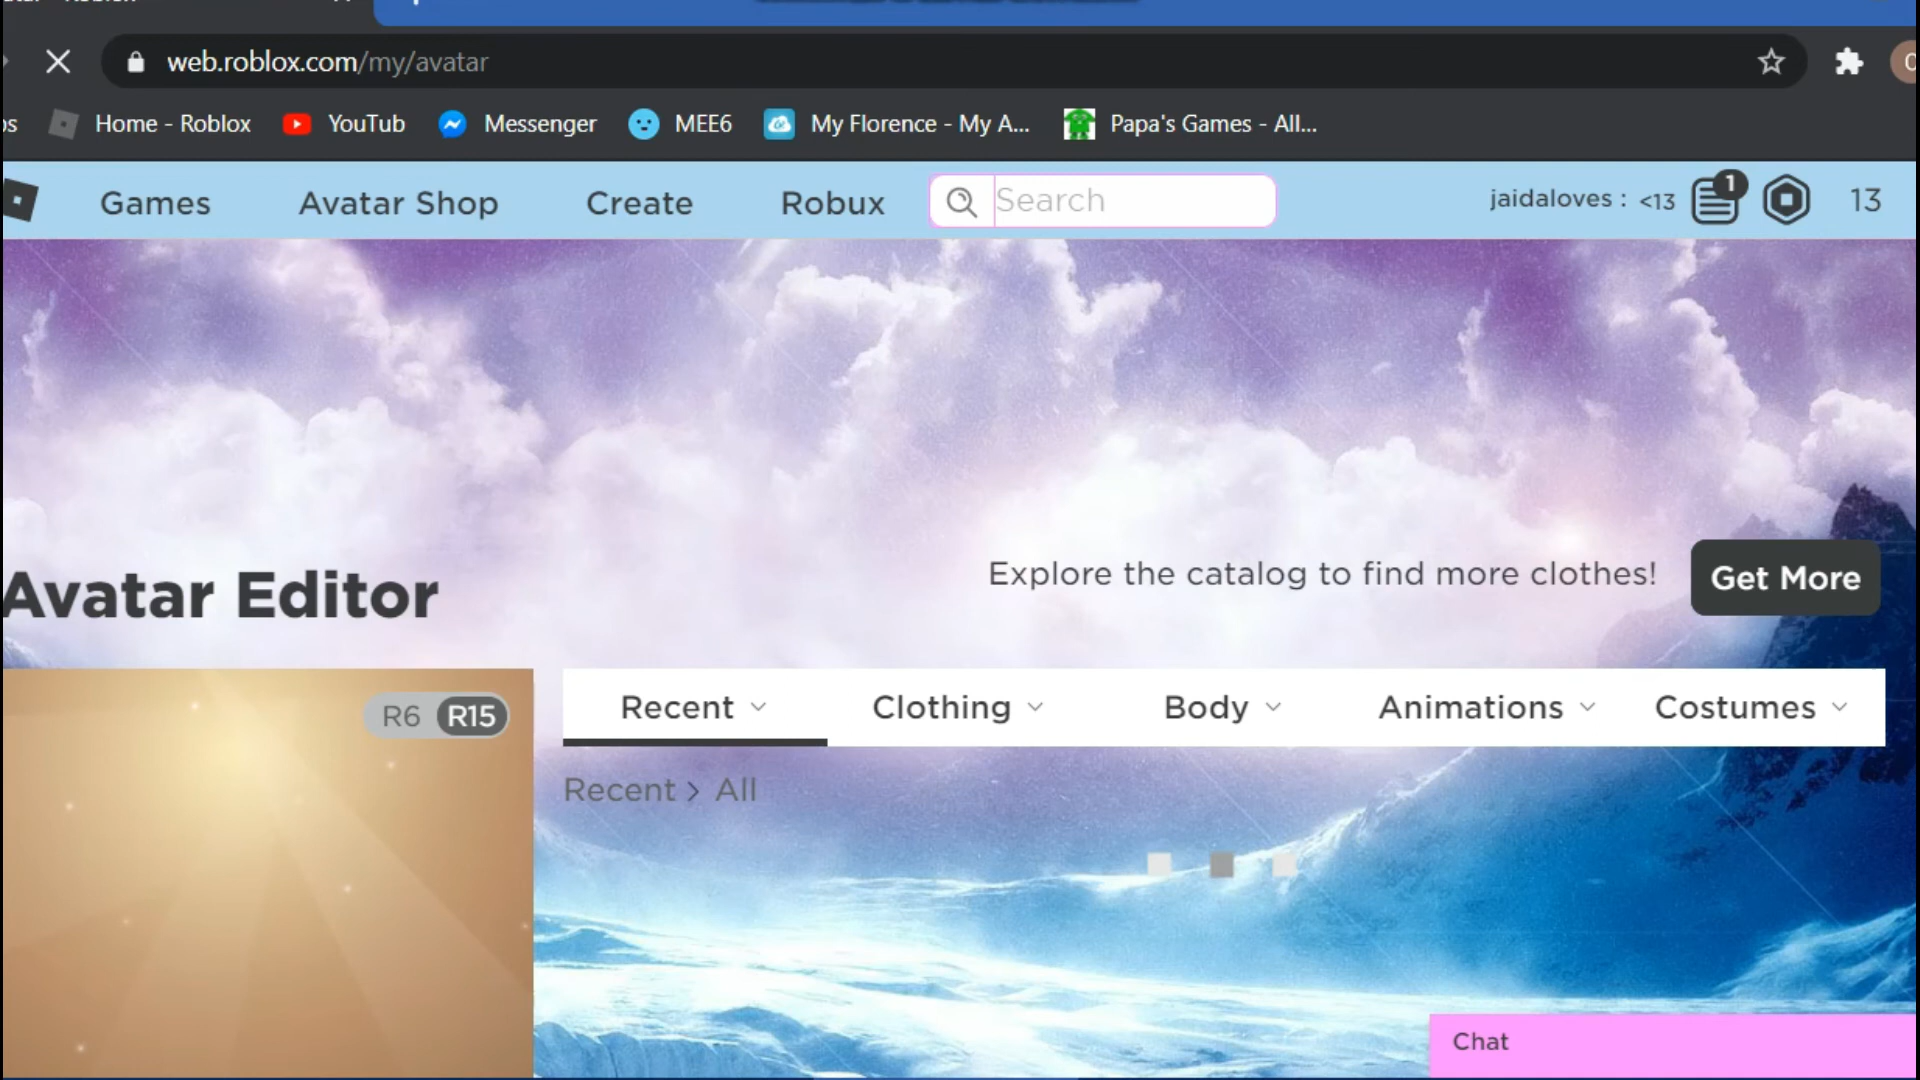 web.roblox.com/my/avatar
Home - Roblox YouTube Messenger MEE6 My Florence - My A... Papa's Games - All...
Games Avatar Shop Create Robux Search jaidaloves : <13 1 13
Explore the catalog to find more clothes! Get More
Avatar Editor
R6 R15
Recent Clothing Body Animations Costumes
Recent > All
Chat